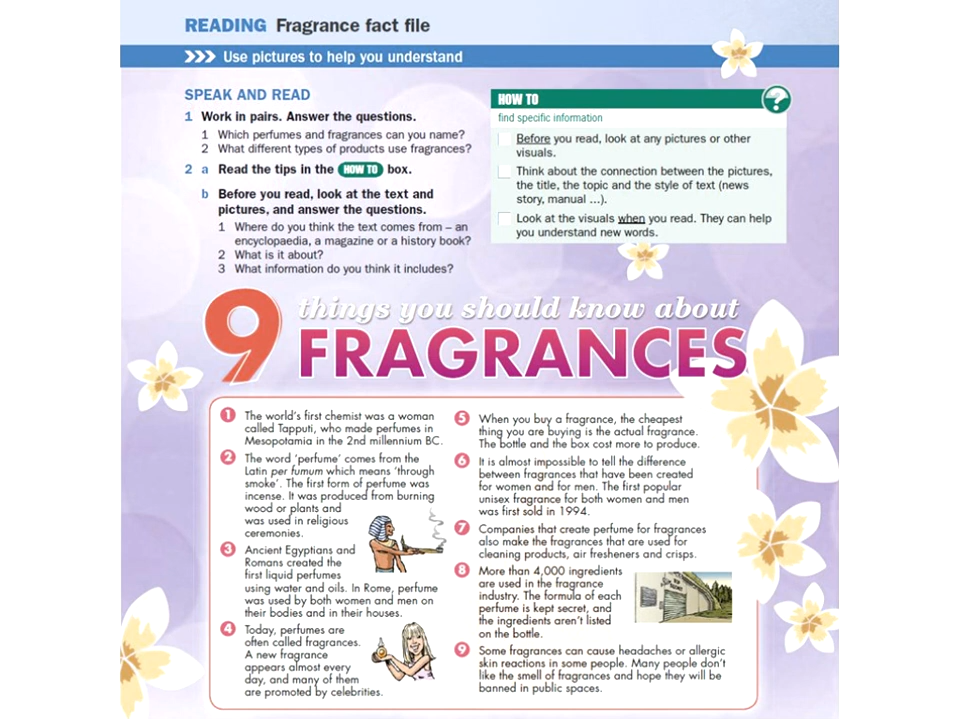 READING Fragrance fact file
Use pictures to help you understand
SPEAK AND READ
1 Work in pairs. Answer the questions.
1 Which perfumes and fragrances can you name?
2 What different types of products use fragrances?
2 a Read the tips in the HOW TO box.
b Before you read, look at the text and
pictures, and answer the questions.
1 Where do you think the text comes from – an
encyclopaedia, a magazine or a history book?
2 What is it about?
3 What information do you think it includes?
HOW TO
?
find specific information
Before you read, look at any pictures or other
visuals.
Think about the connection between the pictures,
the title, the topic and the style of text (news
story, manual ...).
Look at the visuals when you read. They can help
you understand new words.
9 things you should know about
FRAGRANCES
1 The world's first chemist was a woman
called Tapputi, who made perfumes in
Mesopotamia in the 2nd millennium BC.
2 The word 'perfume' comes from the
Latin per fumum which means 'through
smoke'. The first form of perfume was
incense. It was produced from burning
wood or plants and
was used in religious
ceremonies.
3 Ancient Egyptians and
Romans created the
first liquid perfumes
using water and oils. In Rome, perfume
was used by both women and men on
their bodies and in their houses.
4 Today, perfumes are
often called fragrances.
A new fragrance
appears almost every
day, and many of them
are promoted by celebrities.
5 When you buy a fragrance, the cheapest
thing you are buying is the actual fragrance.
The bottle and the box cost more to produce.
6 It is almost impossible to tell the difference
between fragrances that have been created
for women and for men. The first popular
unisex fragrance for both women and men
was first sold in 1994.
7 Companies that create perfume for fragrances
also make the fragrances that are used for
cleaning products, air fresheners and crisps.
8 More than 4,000 ingredients
are used in the fragrance
industry. The formula of each
perfume is kept secret, and
the ingredients aren't listed
on the bottle.
9 Some fragrances can cause headaches or allergic
skin reactions in some people. Many people don't
like the smell of fragrances and hope they will be
banned in public spaces.